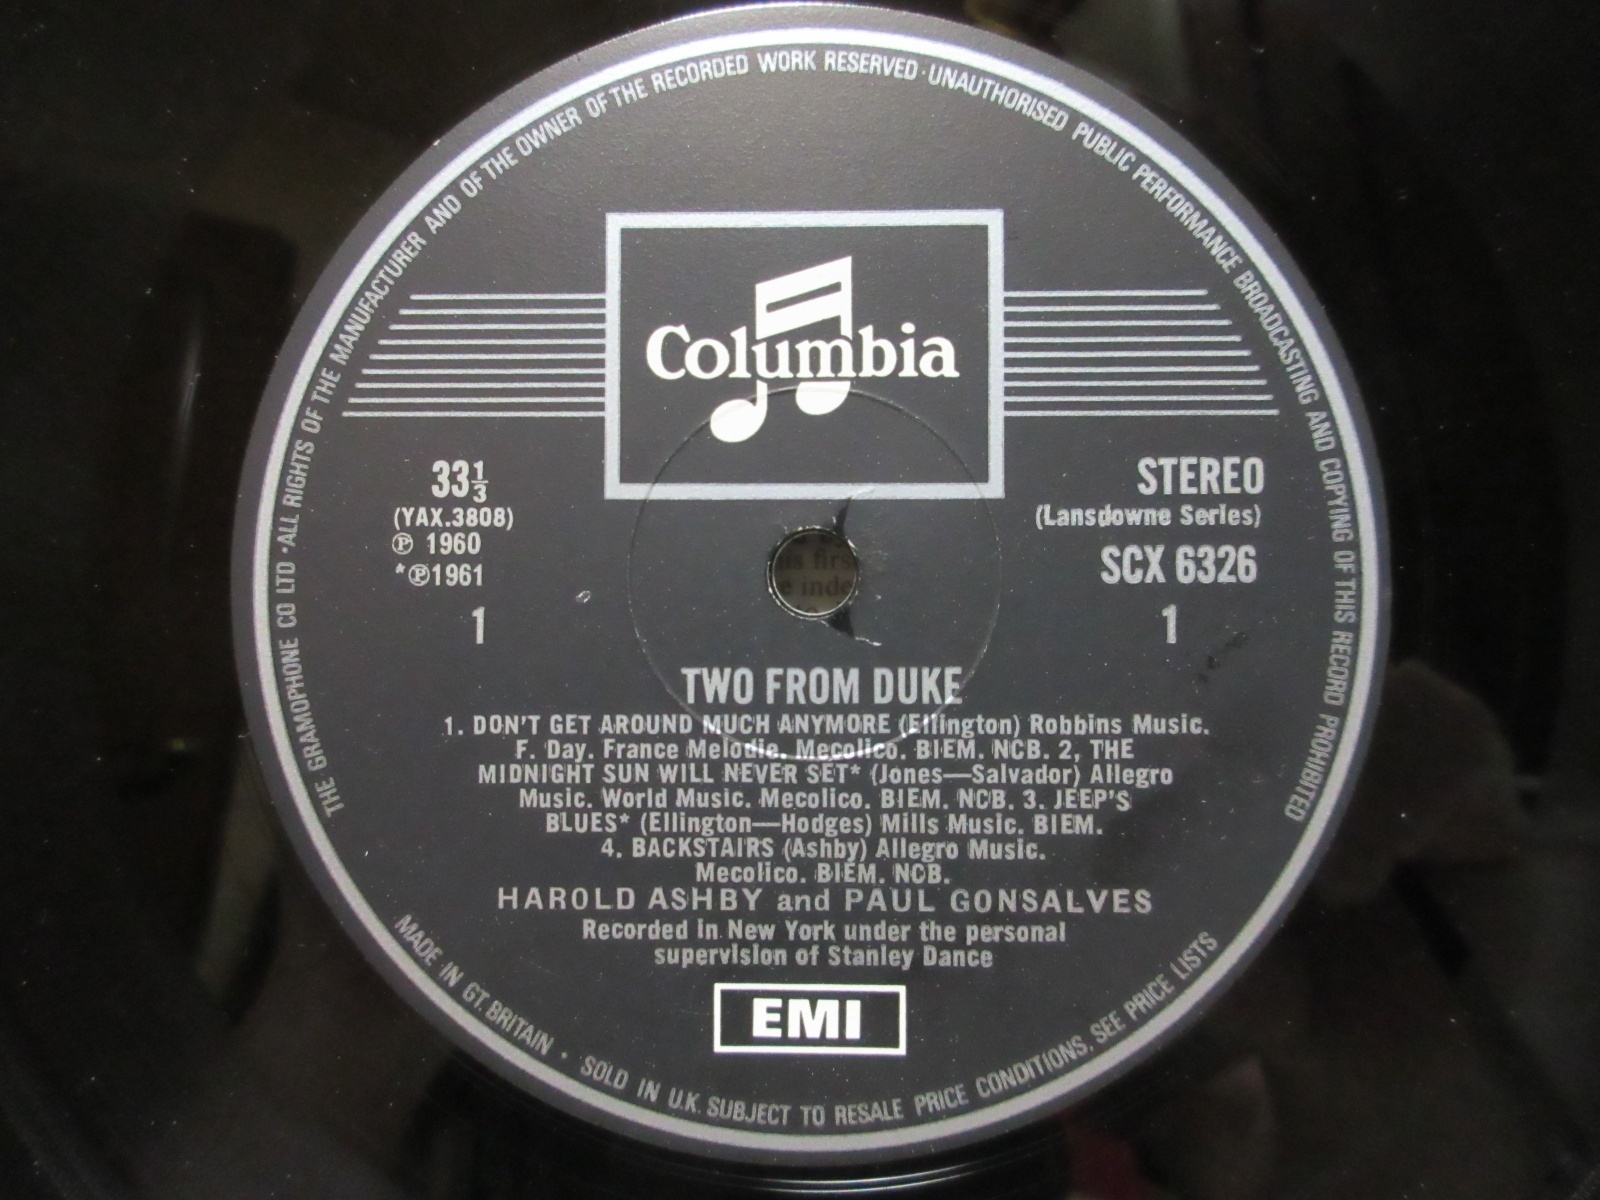 THE GRAMOPHONE CO LTD · ALL RIGHTS OF THE MANUFACTURER AND OF THE OWNER OF THE RECORDED WORK RESERVED · UNAUTHORISED PUBLIC PERFORMANCE BROADCASTING AND COPYING OF THIS RECORD PROHIBITED
Columbia
33⅓
(YAX.3808)
Ⓟ 1960
*Ⓟ1961
1
STEREO
(Lansdowne Series)
SCX 6326
1
TWO FROM DUKE
1. DON'T GET AROUND MUCH ANYMORE (Ellington) Robbins Music.
F. Day. France Melodie. Mecolico. BIEM. NCB. 2, THE
MIDNIGHT SUN WILL NEVER SET* (Jones—Salvador) Allegro
Music. World Music. Mecolico. BIEM. NCB. 3. JEEP'S
BLUES* (Ellington—Hodges) Mills Music. BIEM.
4. BACKSTAIRS (Ashby) Allegro Music.
Mecolico. BIEM. NCB.
HAROLD ASHBY and PAUL GONSALVES
Recorded in New York under the personal
supervision of Stanley Dance
EMI
MADE IN GT. BRITAIN · SOLD IN U.K. SUBJECT TO RESALE PRICE CONDITIONS, SEE PRICE LISTS